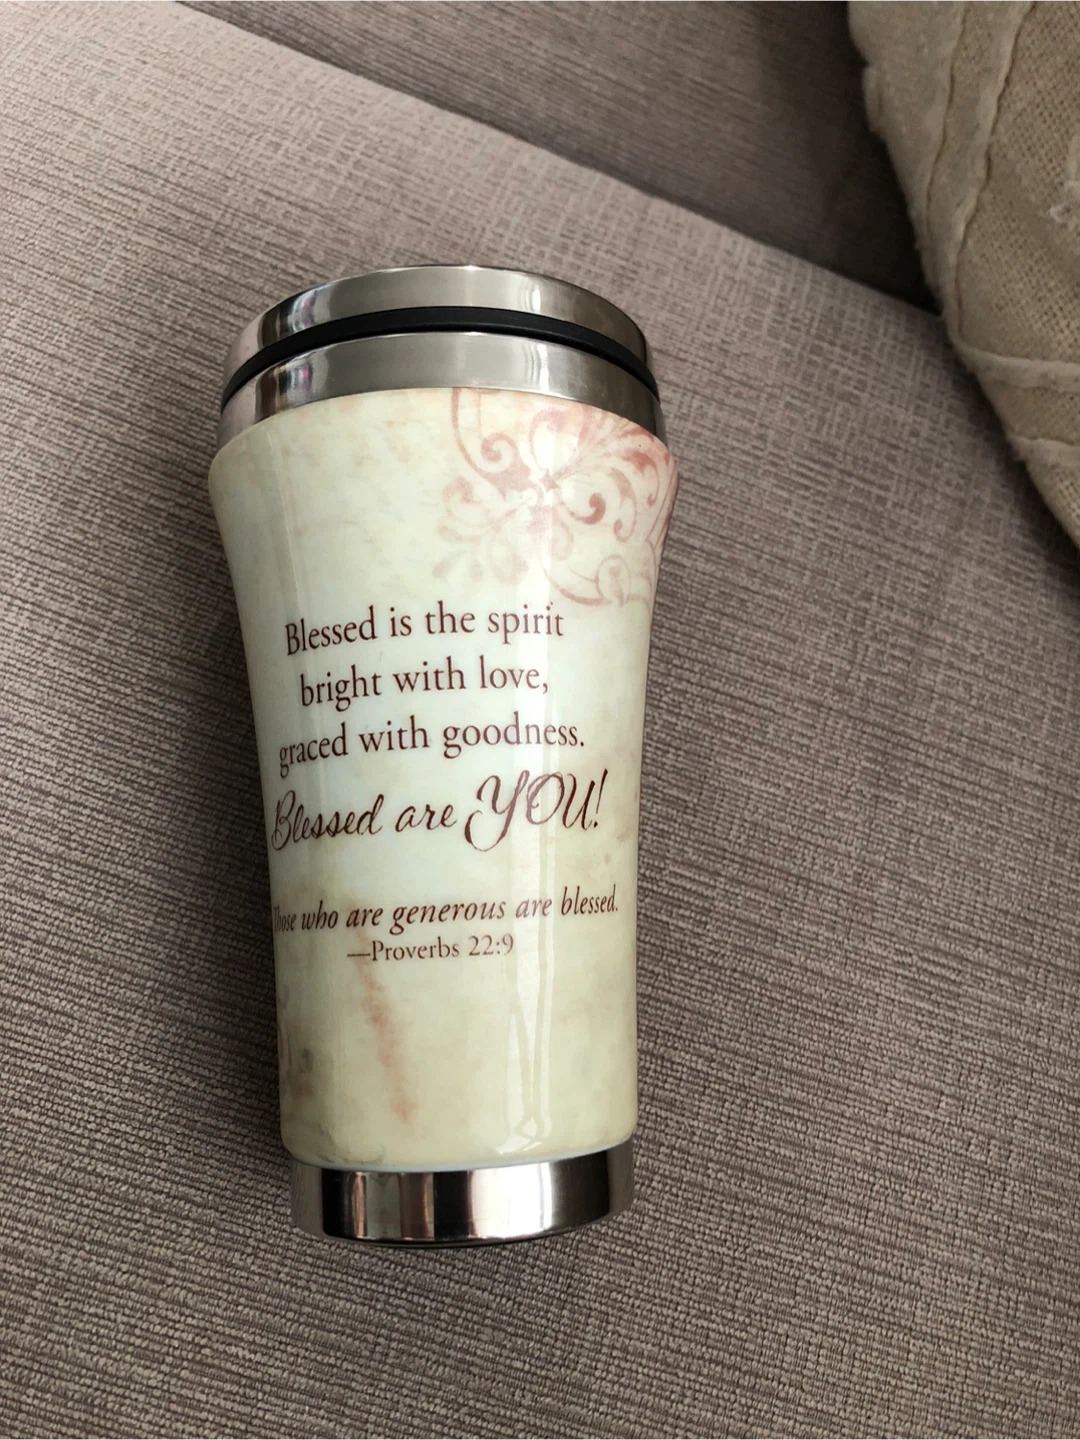 Blessed is the spirit
bright with love,
graced with goodness.
Blessed are YOU!
Those who are generous are blessed.
—Proverbs 22:9